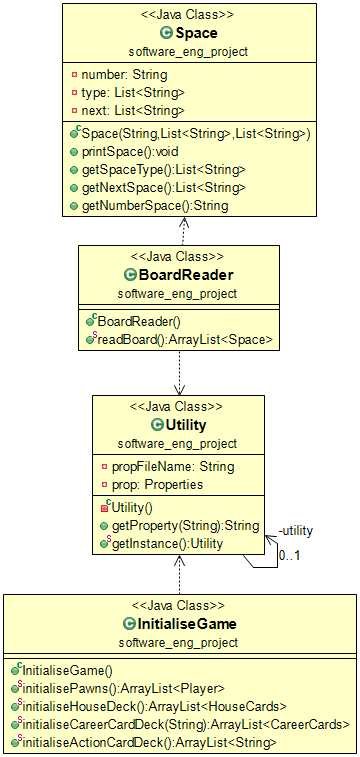 <<Java Class>>
Space
software_eng_project
number: String
type: List<String>
next: List<String>
Space(String,List<String>,List<String>)
printSpace():void
getSpaceType():List<String>
getNextSpace():List<String>
getNumberSpace():String
<<Java Class>>
BoardReader
software_eng_project
BoardReader()
readBoard():ArrayList<Space>
<<Java Class>>
Utility
software_eng_project
propFileName: String
prop: Properties
Utility()
getProperty(String):String
getInstance():Utility
-utility
0..1
<<Java Class>>
InitialiseGame
software_eng_project
InitialiseGame()
initialisePawns():ArrayList<Player>
initialiseHouseDeck():ArrayList<HouseCards>
initialiseCareerCardDeck(String):ArrayList<CareerCards>
initialiseActionCardDeck():ArrayList<String>